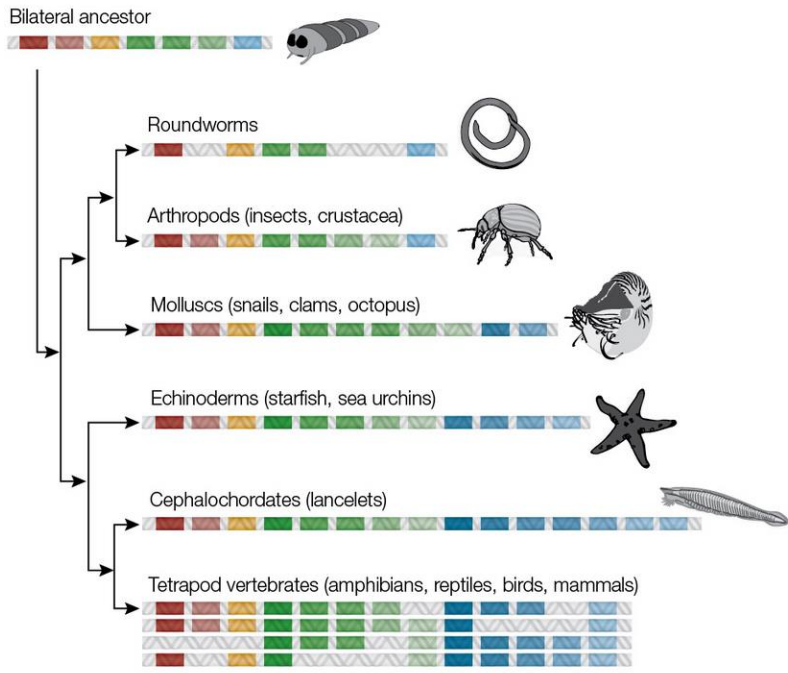 Bilateral ancestor
Roundworms
Arthropods (insects, crustacea)
Molluscs (snails, clams, octopus)
Echinoderms (starfish, sea urchins)
Cephalochordates (lancelets)
Tetrapod vertebrates (amphibians, reptiles, birds, mammals)